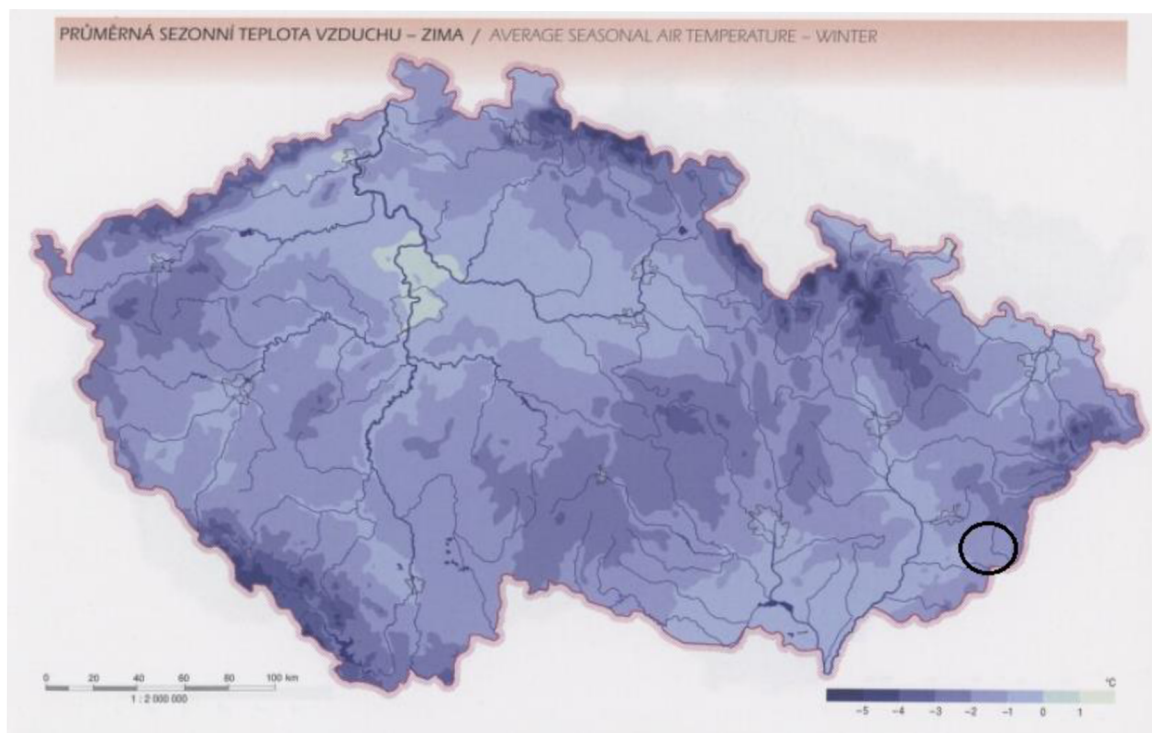 PRŮMĚRNÁ SEZONNÍ TEPLOTA VZDUCHU – ZIMA / AVERAGE SEASONAL AIR TEMPERATURE – WINTER
0 20 40 60 80 100 km
1 : 2 000 000
°C
–5 –4 –3 –2 –1 0 1